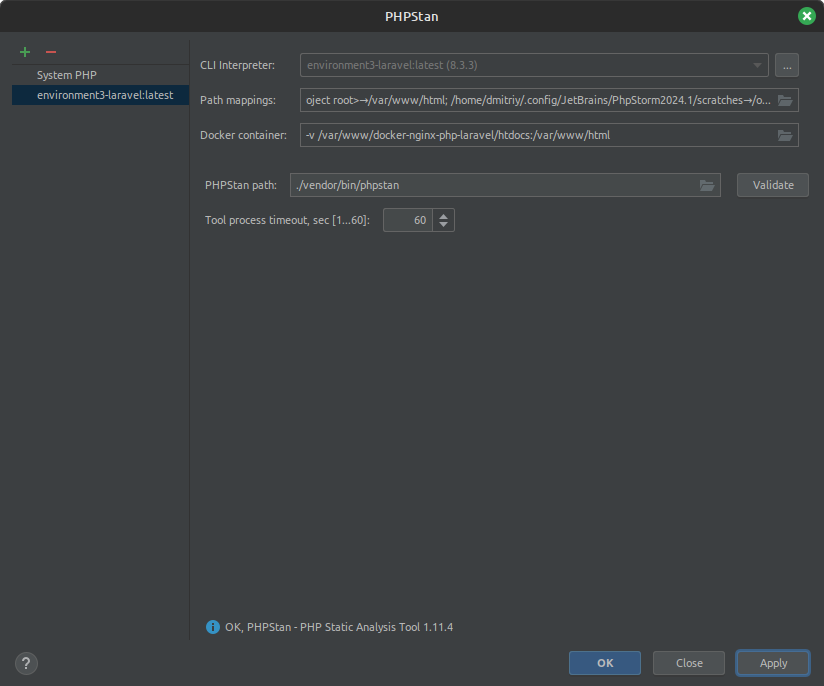 PHPStan
System PHP
environment3-laravel:latest
CLI Interpreter:
environment3-laravel:latest (8.3.3)
...
Path mappings:
oject root>→/var/www/html; /home/dmitriy/.config/JetBrains/PhpStorm2024.1/scratches→/o...
Docker container:
-v /var/www/docker-nginx-php-laravel/htdocs:/var/www/html
PHPStan path:
./vendor/bin/phpstan
Validate
Tool process timeout, sec [1...60]:
60
OK, PHPStan - PHP Static Analysis Tool 1.11.4
?
OK
Close
Apply